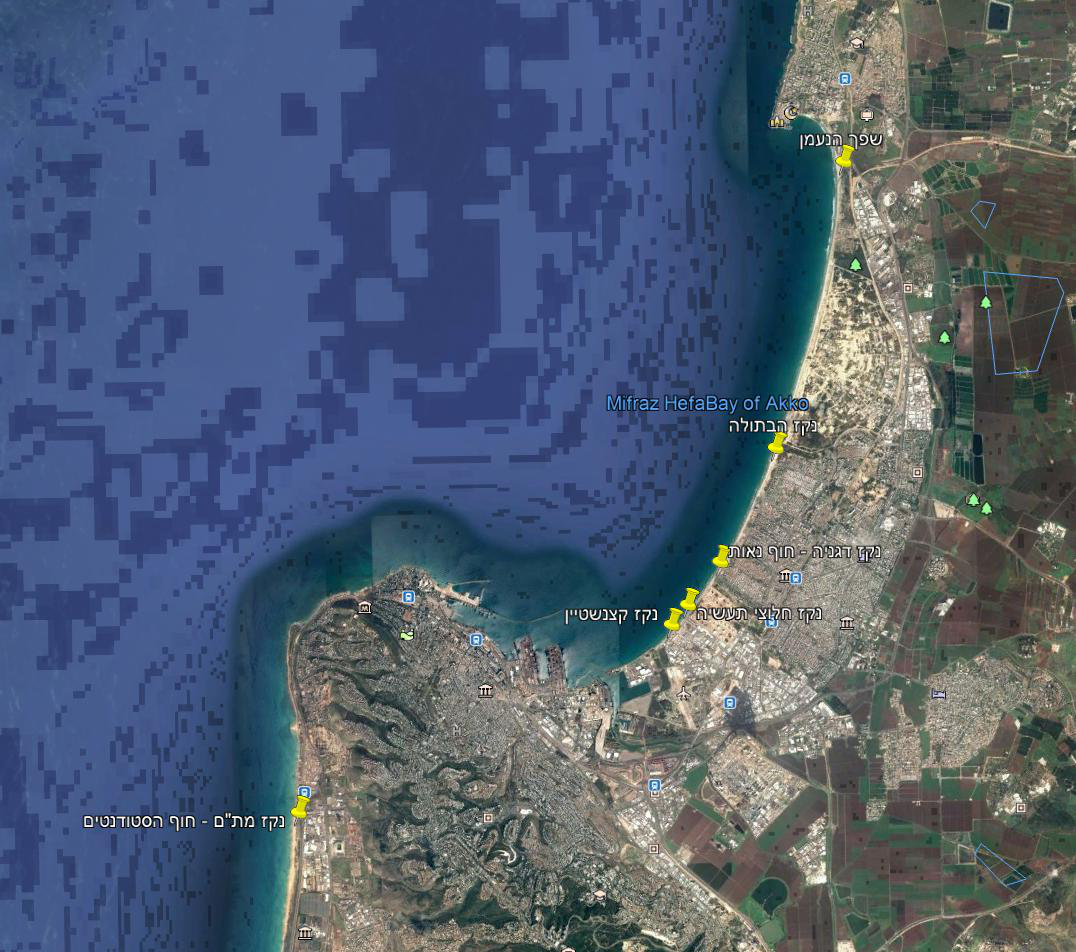 שפך הנעמן
Mifraz HefaBay of Akko
נקז הבתולה
נקז דגניה - חוף נאות
נקז חלוצי תעשיה
נקז קצנשטיין
נקז מת"ם - חוף הסטודנטים